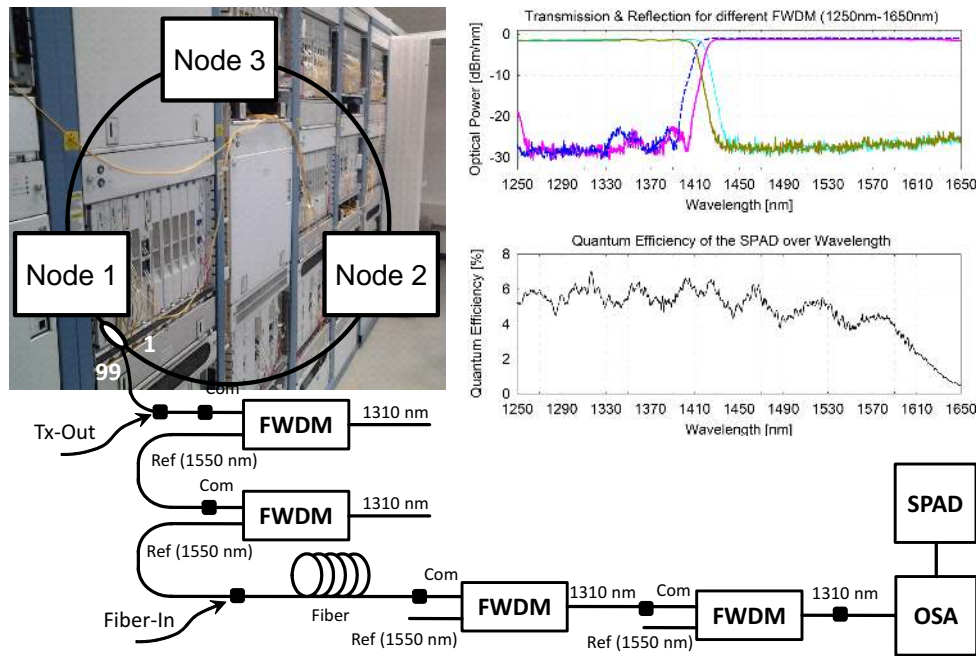 Node 3
Node 1
Node 2
1
99
Transmission & Reflection for different FWDM (1250nm-1650nm)
Optical Power [dBm/nm]
0
-10
-20
-30
1250 1290 1330 1370 1410 1450 1490 1530 1570 1610 1650
Wavelength [nm]
Quantum Efficiency of the SPAD over Wavelength
Quantum Efficiency [%]
8
6
4
2
0
1250 1290 1330 1370 1410 1450 1490 1530 1570 1610 1650
Wavelength [nm]
Tx-Out
Com
FWDM
1310 nm
Ref (1550 nm)
Com
FWDM
1310 nm
Ref (1550 nm)
Fiber-In
Fiber
Com
FWDM
1310 nm
Ref (1550 nm)
Com
FWDM
1310 nm
Ref (1550 nm)
SPAD
OSA